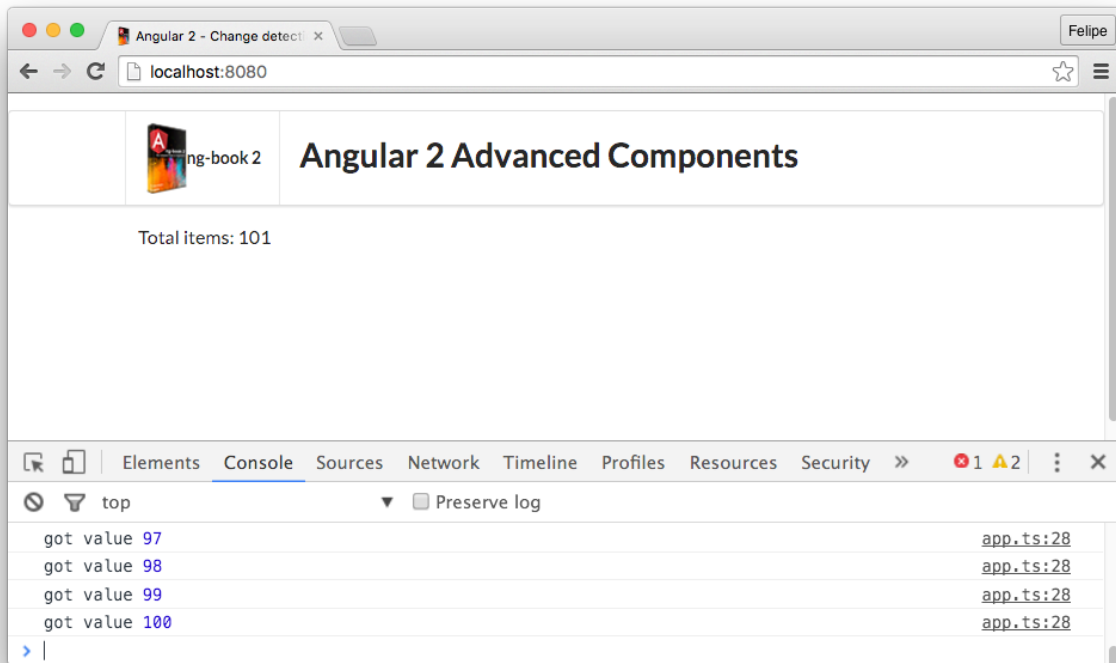 Angular 2 - Change detecti
Felipe
localhost:8080
ng-book 2
Angular 2 Advanced Components
Total items: 101
Elements Console Sources Network Timeline Profiles Resources Security » 1 2
top Preserve log
got value 97 app.ts:28
got value 98 app.ts:28
got value 99 app.ts:28
got value 100 app.ts:28